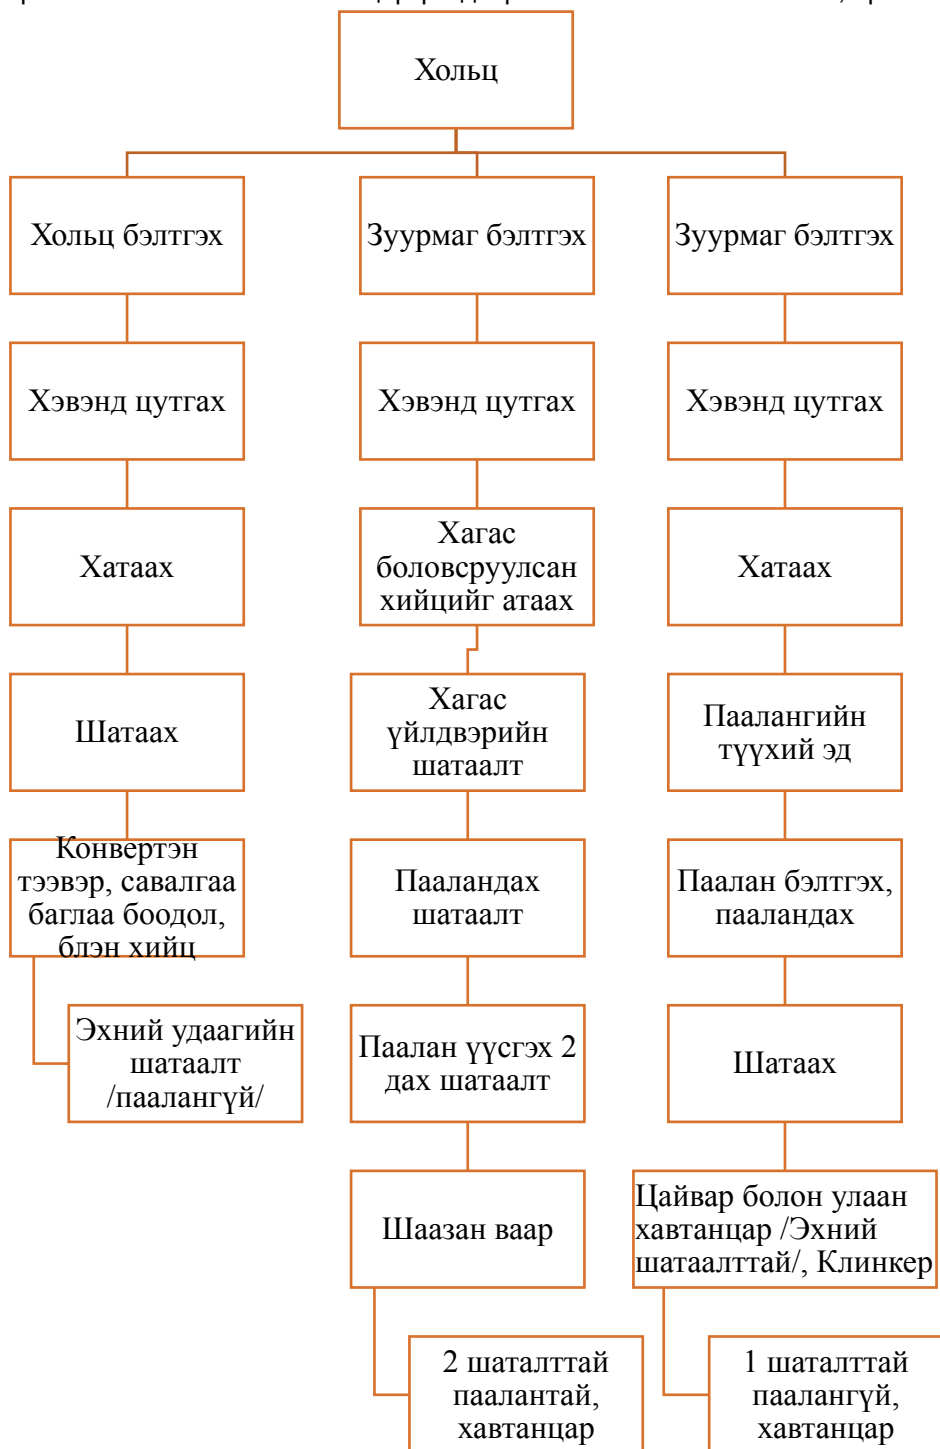 Хольц
Хольц бэлтгэх
Хэвэнд цутгах
Хатаах
Шатаах
Конвертэн
тээвэр, савалгаа
баглаа боодол,
блэн хийц
Эхний удаагийн
шатаалт
/паалангүй/
Зуурмаг бэлтгэх
Хэвэнд цутгах
Хагас
боловсруулсан
хийцийг атаах
Хагас
үйлдвэрийн
шатаалт
Пааландах
шатаалт
Паалан үүсгэх 2
дах шатаалт
Шаазан ваар
2 шаталттай
паалантай,
хавтанцар
Зуурмаг бэлтгэх
Хэвэнд цутгах
Хатаах
Паалангийн
түүхий эд
Паалан бэлтгэх,
пааландах
Шатаах
Цайвар болон улаан
хавтанцар /Эхний
шатаалттай/, Клинкер
1 шаталттай
паалангүй,
хавтанцар